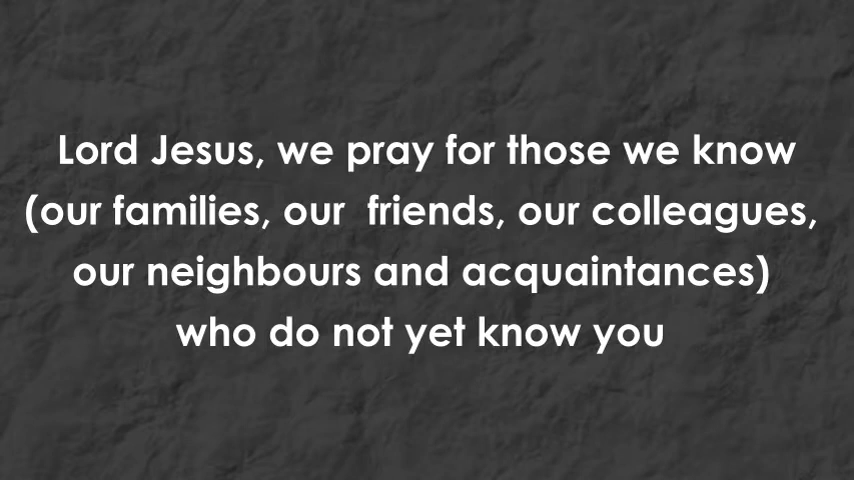 Lord Jesus, we pray for those we know
(our families, our  friends, our colleagues,
our neighbours and acquaintances)
who do not yet know you